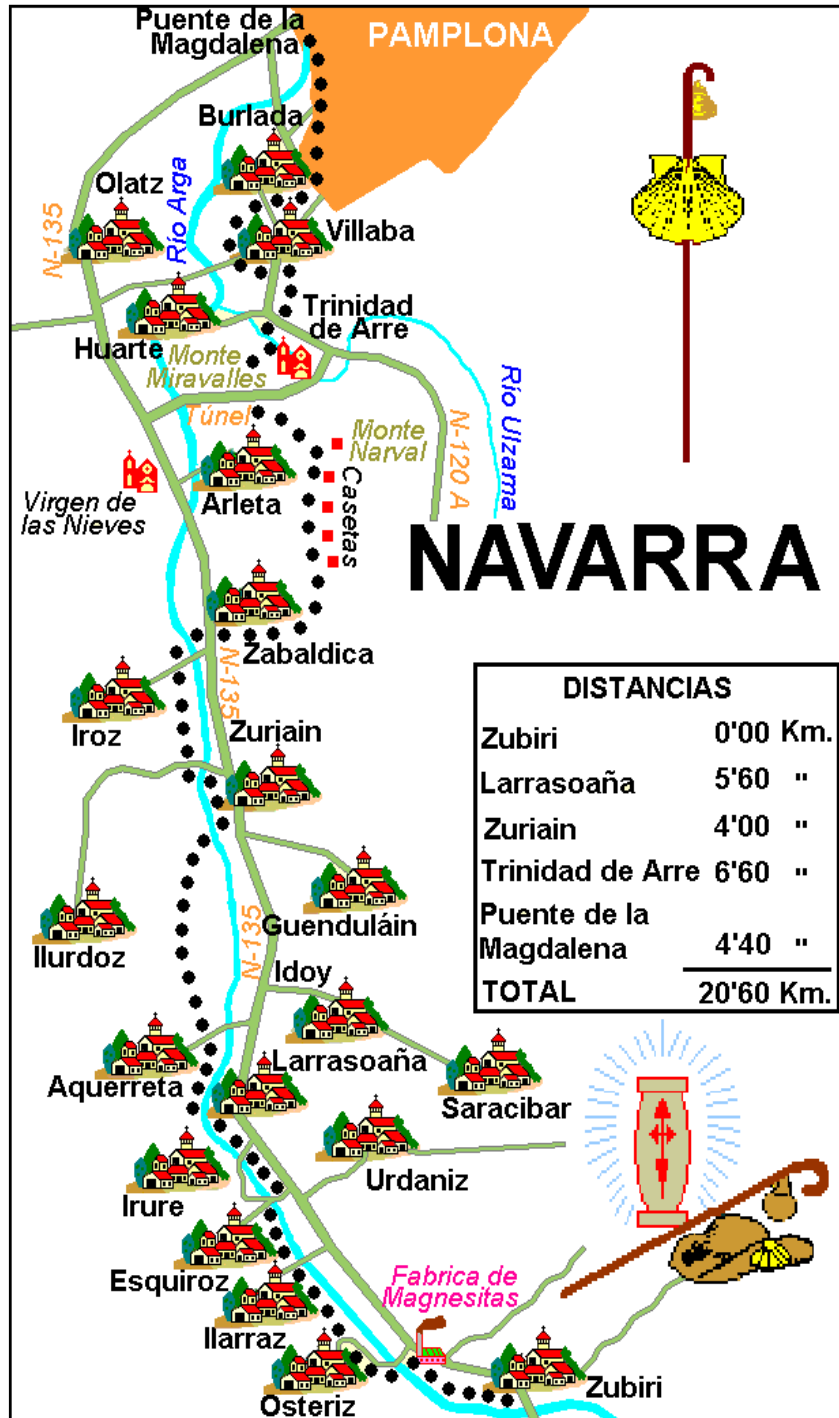 Puente de la
Magdalena
PAMPLONA
Burlada
Olatz
Río Arga
N-135
Villaba
Trinidad
de Arre
Huarte
Monte
Miravalles
Río Ulzama
Túnel
Monte
Narval
N-120 A
Casetas
Arleta
Virgen de
las Nieves
NAVARRA
Zabaldica
N-135
Iroz
Zuriain
DISTANCIAS
Zubiri 0'00 Km.
Larrasoaña 5'60 "
Zuriain 4'00 "
Trinidad de Arre 6'60 "
Puente de la
Magdalena 4'40 "
TOTAL 20'60 Km.
Guenduláin
Ilurdoz
N-135
Idoy
Larrasoaña
Aquerreta
Saracibar
Urdaniz
Irure
Esquiroz
Fabrica de
Magnesitas
Ilarraz
Zubiri
Osteriz